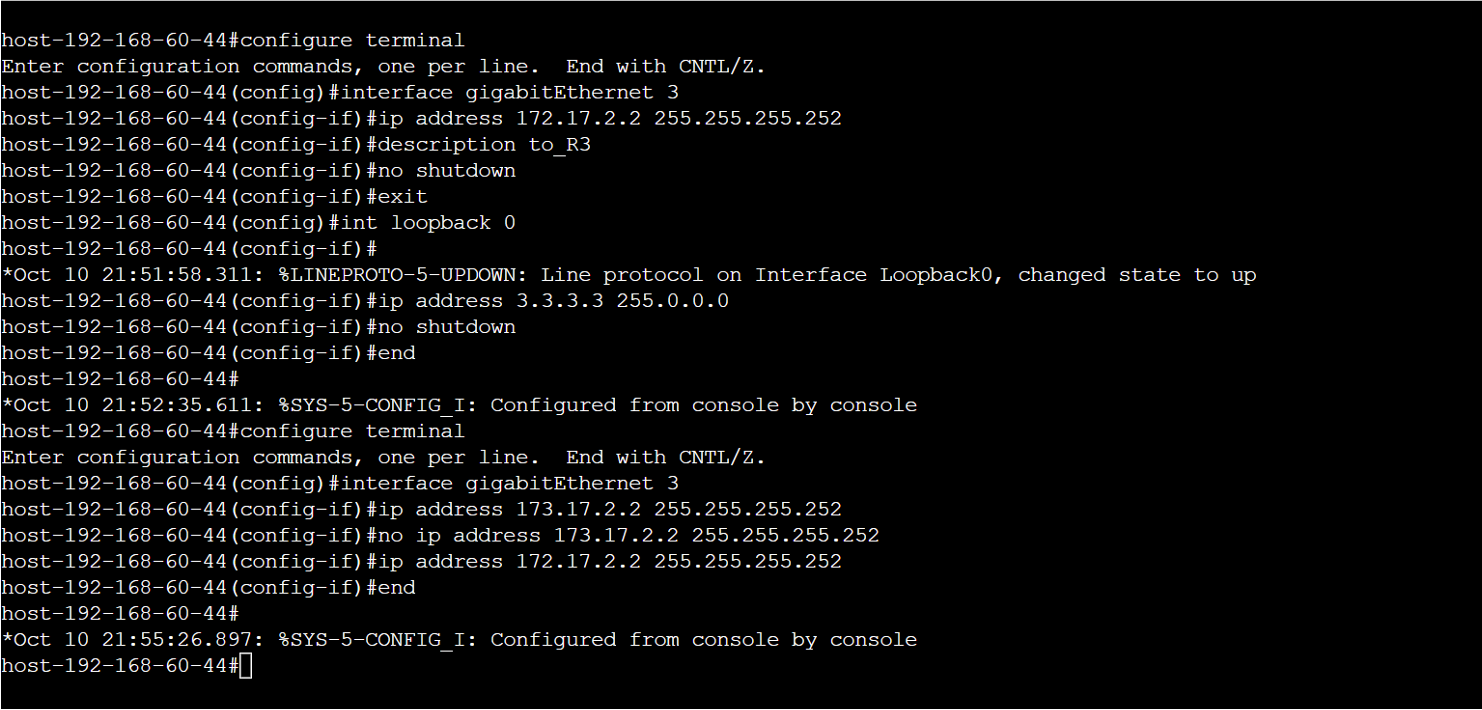 host-192-168-60-44#configure terminal
Enter configuration commands, one per line.  End with CNTL/Z.
host-192-168-60-44(config)#interface gigabitEthernet 3
host-192-168-60-44(config-if)#ip address 172.17.2.2 255.255.255.252
host-192-168-60-44(config-if)#description to_R3
host-192-168-60-44(config-if)#no shutdown
host-192-168-60-44(config-if)#exit
host-192-168-60-44(config)#int loopback 0
host-192-168-60-44(config-if)#
*Oct 10 21:51:58.311: %LINEPROTO-5-UPDOWN: Line protocol on Interface Loopback0, changed state to up
host-192-168-60-44(config-if)#ip address 3.3.3.3 255.0.0.0
host-192-168-60-44(config-if)#no shutdown
host-192-168-60-44(config-if)#end
host-192-168-60-44#
*Oct 10 21:52:35.611: %SYS-5-CONFIG_I: Configured from console by console
host-192-168-60-44#configure terminal
Enter configuration commands, one per line.  End with CNTL/Z.
host-192-168-60-44(config)#interface gigabitEthernet 3
host-192-168-60-44(config-if)#ip address 173.17.2.2 255.255.255.252
host-192-168-60-44(config-if)#no ip address 173.17.2.2 255.255.255.252
host-192-168-60-44(config-if)#ip address 172.17.2.2 255.255.255.252
host-192-168-60-44(config-if)#end
host-192-168-60-44#
*Oct 10 21:55:26.897: %SYS-5-CONFIG_I: Configured from console by console
host-192-168-60-44#